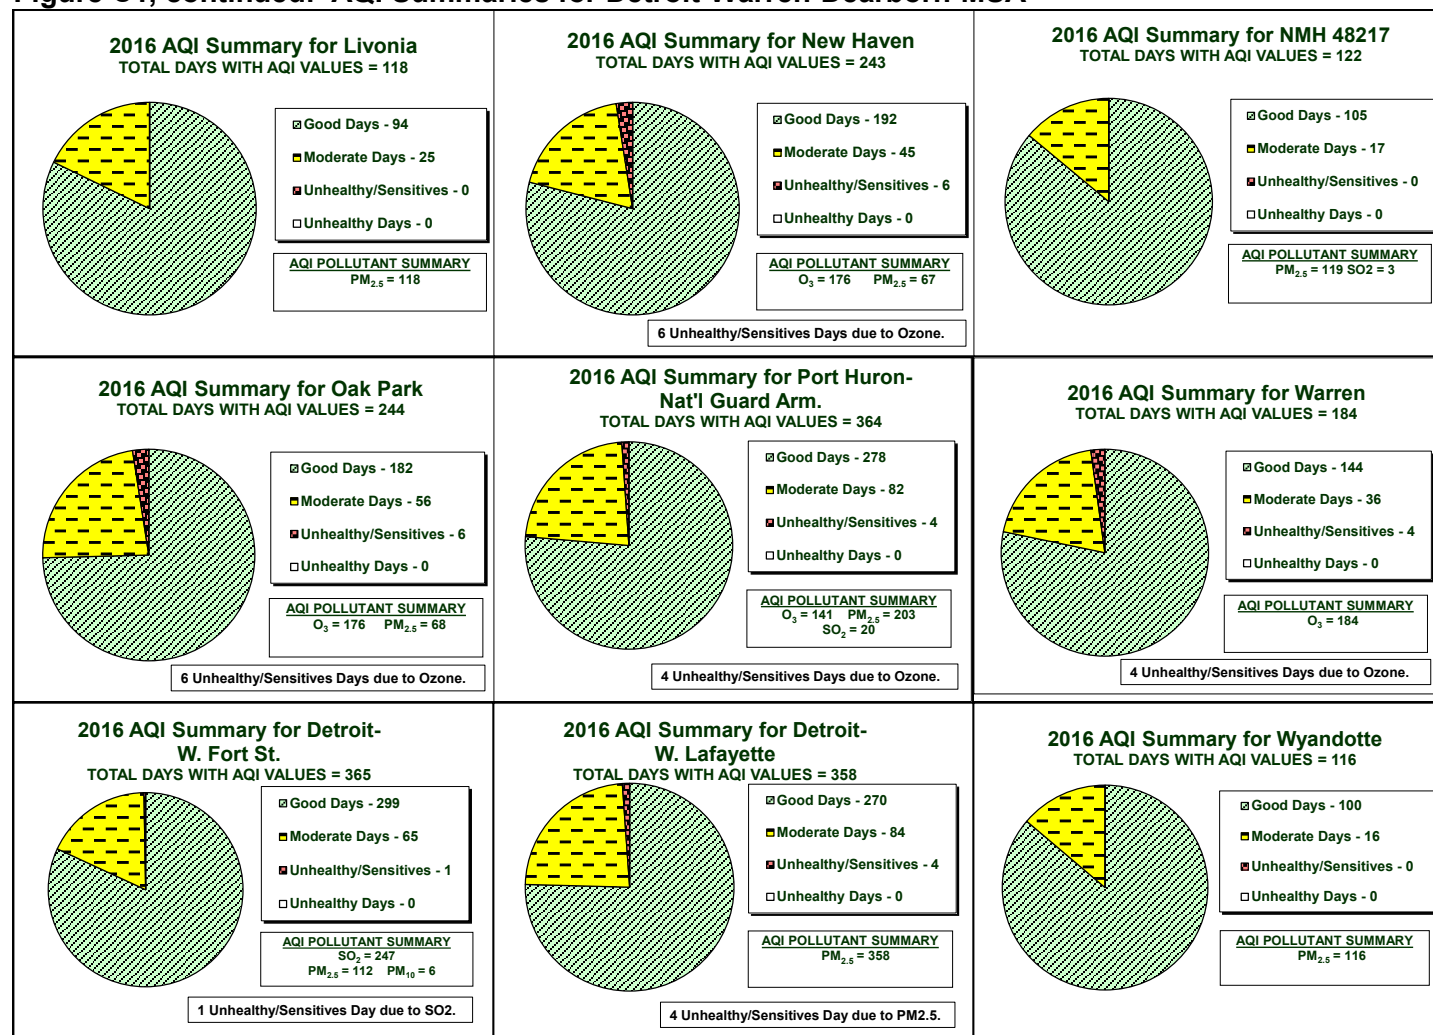 2016 AQI Summary for Livonia
TOTAL DAYS WITH AQI VALUES = 118
Good Days - 94
Moderate Days - 25
Unhealthy/Sensitives - 0
Unhealthy Days - 0
AQI POLLUTANT SUMMARY
PM2.5 = 118
2016 AQI Summary for New Haven
TOTAL DAYS WITH AQI VALUES = 243
Good Days - 192
Moderate Days - 45
Unhealthy/Sensitives - 6
Unhealthy Days - 0
AQI POLLUTANT SUMMARY
O3 = 176 PM2.5 = 67
6 Unhealthy/Sensitives Days due to Ozone.
2016 AQI Summary for NMH 48217
TOTAL DAYS WITH AQI VALUES = 122
Good Days - 105
Moderate Days - 17
Unhealthy/Sensitives - 0
Unhealthy Days - 0
AQI POLLUTANT SUMMARY
PM2.5 = 119 SO2 = 3
2016 AQI Summary for Oak Park
TOTAL DAYS WITH AQI VALUES = 244
Good Days - 182
Moderate Days - 56
Unhealthy/Sensitives - 6
Unhealthy Days - 0
AQI POLLUTANT SUMMARY
O3 = 176 PM2.5 = 68
6 Unhealthy/Sensitives Days due to Ozone.
2016 AQI Summary for Port Huron-
Nat'l Guard Arm.
TOTAL DAYS WITH AQI VALUES = 364
Good Days - 278
Moderate Days - 82
Unhealthy/Sensitives - 4
Unhealthy Days - 0
AQI POLLUTANT SUMMARY
O3 = 141 PM2.5 = 203
SO2 = 20
4 Unhealthy/Sensitives Days due to Ozone.
2016 AQI Summary for Warren
TOTAL DAYS WITH AQI VALUES = 184
Good Days - 144
Moderate Days - 36
Unhealthy/Sensitives - 4
Unhealthy Days - 0
AQI POLLUTANT SUMMARY
O3 = 184
4 Unhealthy/Sensitives Days due to Ozone.
2016 AQI Summary for Detroit-
W. Fort St.
TOTAL DAYS WITH AQI VALUES = 365
Good Days - 299
Moderate Days - 65
Unhealthy/Sensitives - 1
Unhealthy Days - 0
AQI POLLUTANT SUMMARY
SO2 = 247
PM2.5 = 112 PM10 = 6
1 Unhealthy/Sensitives Day due to SO2.
2016 AQI Summary for Detroit-
W. Lafayette
TOTAL DAYS WITH AQI VALUES = 358
Good Days - 270
Moderate Days - 84
Unhealthy/Sensitives - 4
Unhealthy Days - 0
AQI POLLUTANT SUMMARY
PM2.5 = 358
4 Unhealthy/Sensitives Day due to PM2.5.
2016 AQI Summary for Wyandotte
TOTAL DAYS WITH AQI VALUES = 116
Good Days - 100
Moderate Days - 16
Unhealthy/Sensitives - 0
Unhealthy Days - 0
AQI POLLUTANT SUMMARY
PM2.5 = 116